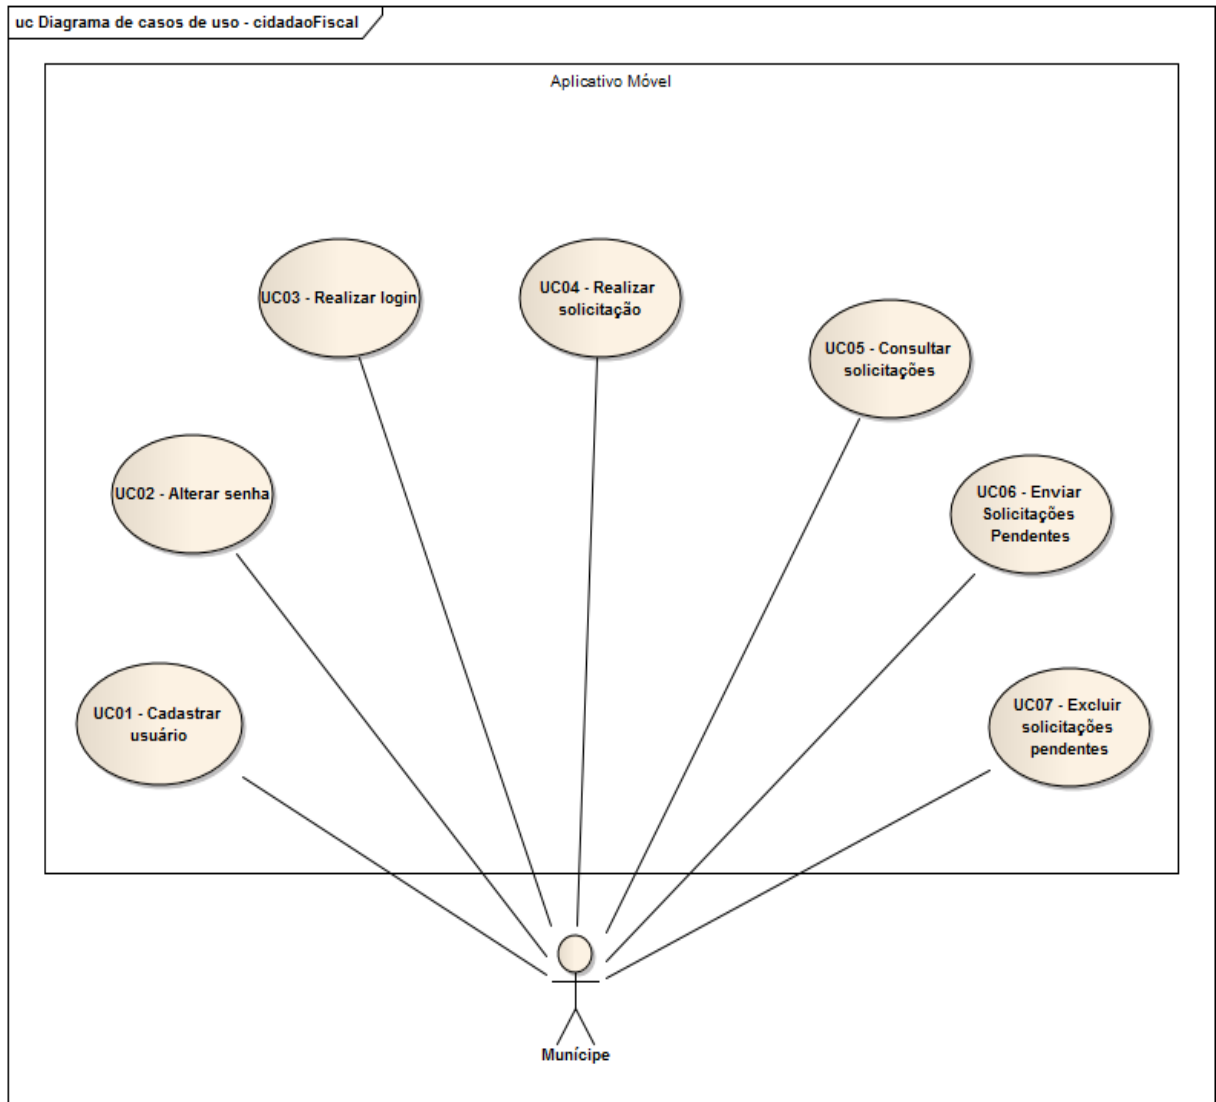 uc Diagrama de casos de uso - cidadaoFiscal
Aplicativo Móvel
UC03 - Realizar login
UC04 - Realizar
solicitação
UC05 - Consultar
solicitações
UC02 - Alterar senha
UC06 - Enviar
Solicitações
Pendentes
UC01 - Cadastrar
usuário
UC07 - Excluir
solicitações
pendentes
Munícipe